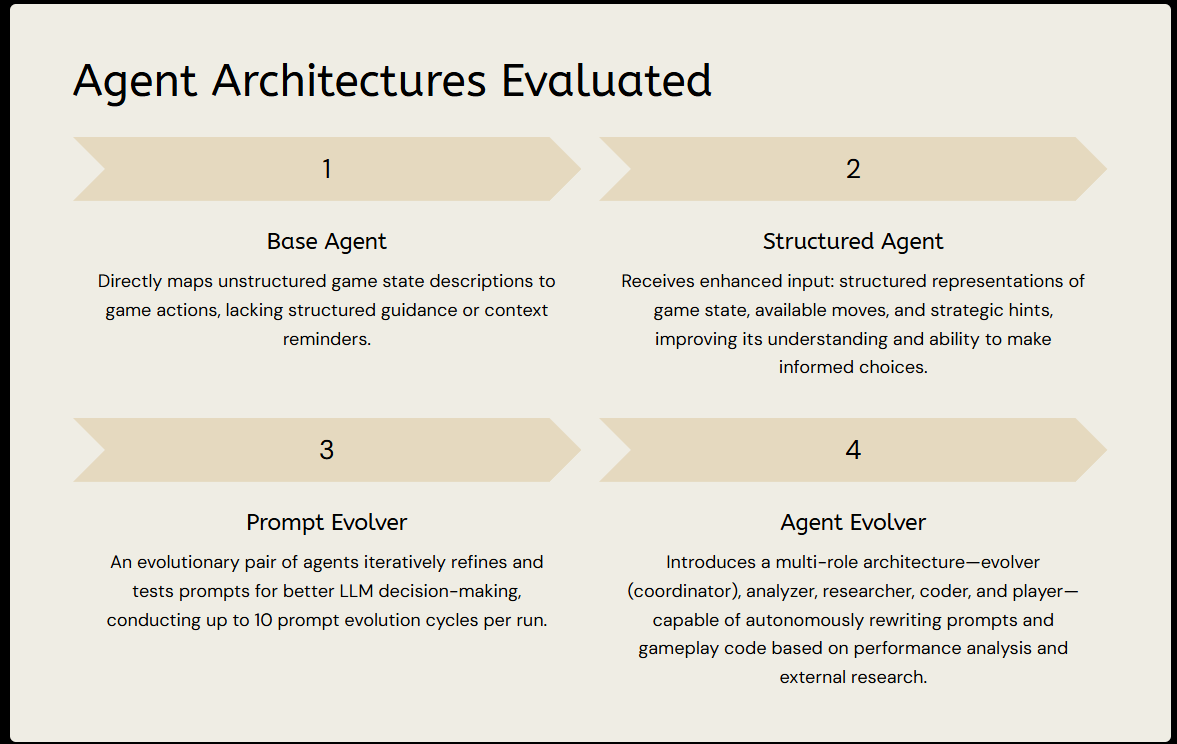 Agent Architectures Evaluated
1
Base Agent
Directly maps unstructured game state descriptions to
game actions, lacking structured guidance or context
reminders.
2
Structured Agent
Receives enhanced input: structured representations of
game state, available moves, and strategic hints,
improving its understanding and ability to make
informed choices.
3
Prompt Evolver
An evolutionary pair of agents iteratively refines and
tests prompts for better LLM decision-making,
conducting up to 10 prompt evolution cycles per run.
4
Agent Evolver
Introduces a multi-role architecture—evolver
(coordinator), analyzer, researcher, coder, and player—
capable of autonomously rewriting prompts and
gameplay code based on performance analysis and
external research.